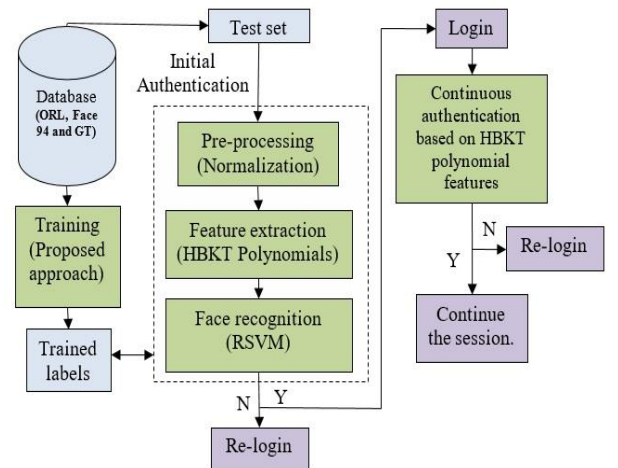 Test set
Initial
Authentication
Database
(ORL, Face
94 and GT)
Pre-processing
(Normalization)
Training
(Proposed
approach)
Feature extraction
(HBKT Polynomials)
Face recognition
(RSVM)
Trained
labels
N
Y
Re-login
Login
Continuous
authentication
based on HBKT
polynomial
features
N
Y
Re-login
Continue
the session.